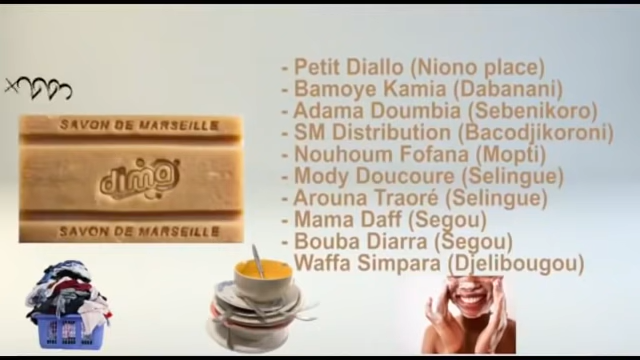 - Petit Diallo (Niono place)
- Bamoye Kamia (Dabanani)
- Adama Doumbia (Sebenikoro)
- SM Distribution (Bacodjikoroni)
- Nouhoum Fofana (Mopti)
- Mody Doucoure (Selingue)
- Arouna Traoré (Selingue)
- Mama Daff (Segou)
- Bouba Diarra (Segou)
Waffa Simpara (Djelibougou)
SAVON DE MARSEILLE
dima
SAVON DE MARSEILLE